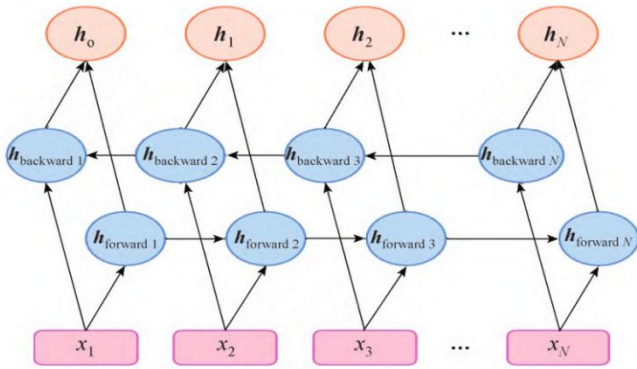 h_o h_1 h_2 ... h_N
h_backward 1 h_backward 2 h_backward 3 h_backward N
h_forward 1 h_forward 2 h_forward 3 h_forward N
x_1 x_2 x_3 ... x_N